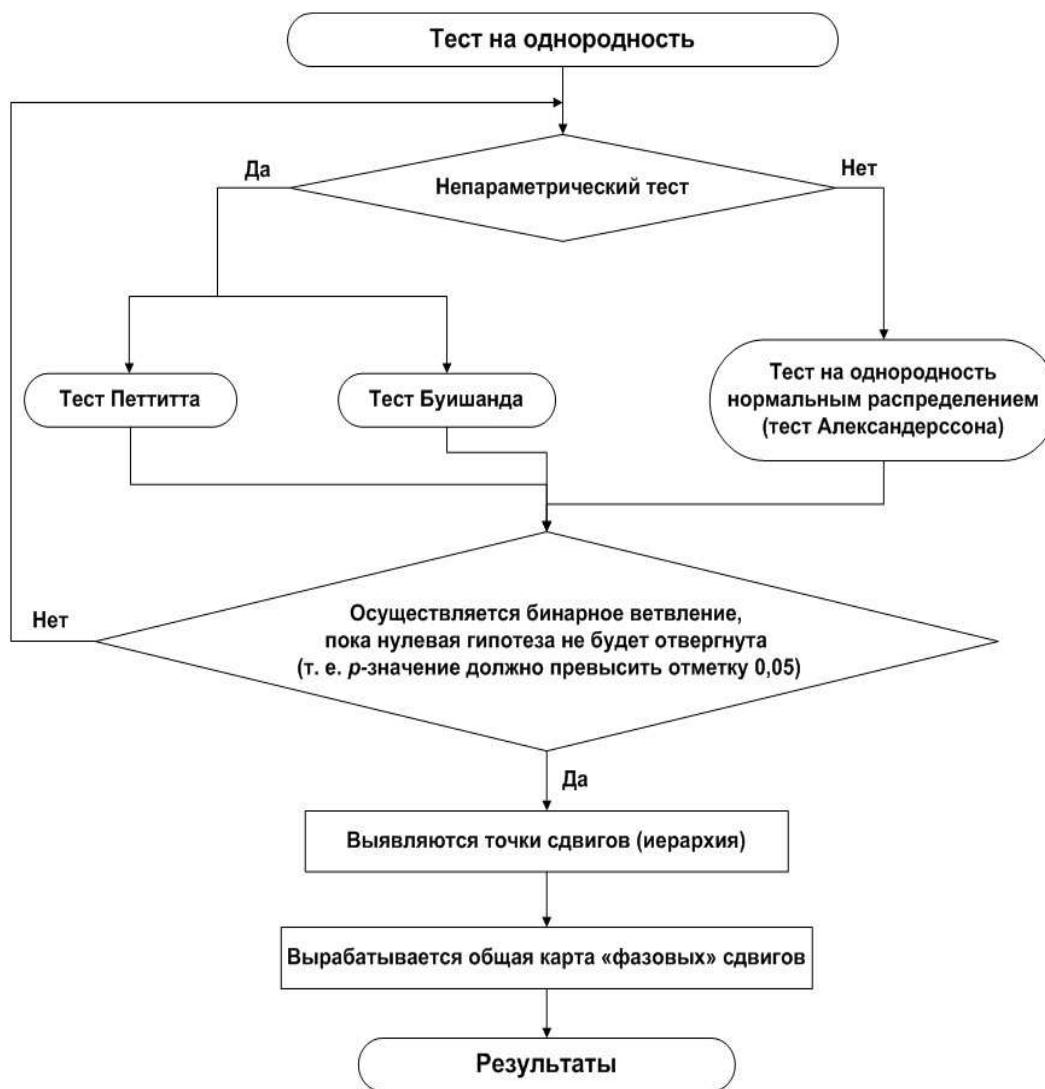 Тест на однородность
Да
Нет
Непараметрический тест
Тест Петтитта
Тест Буишанда
Тест на однородность
нормальным распределением
(тест Александерссона)
Нет
Осуществляется бинарное ветвление,
пока нулевая гипотеза не будет отвергнута
(т. е. р-значение должно превысить отметку 0,05)
Да
Выявляются точки сдвигов (иерархия)
Вырабатывается общая карта «фазовых» сдвигов
Результаты